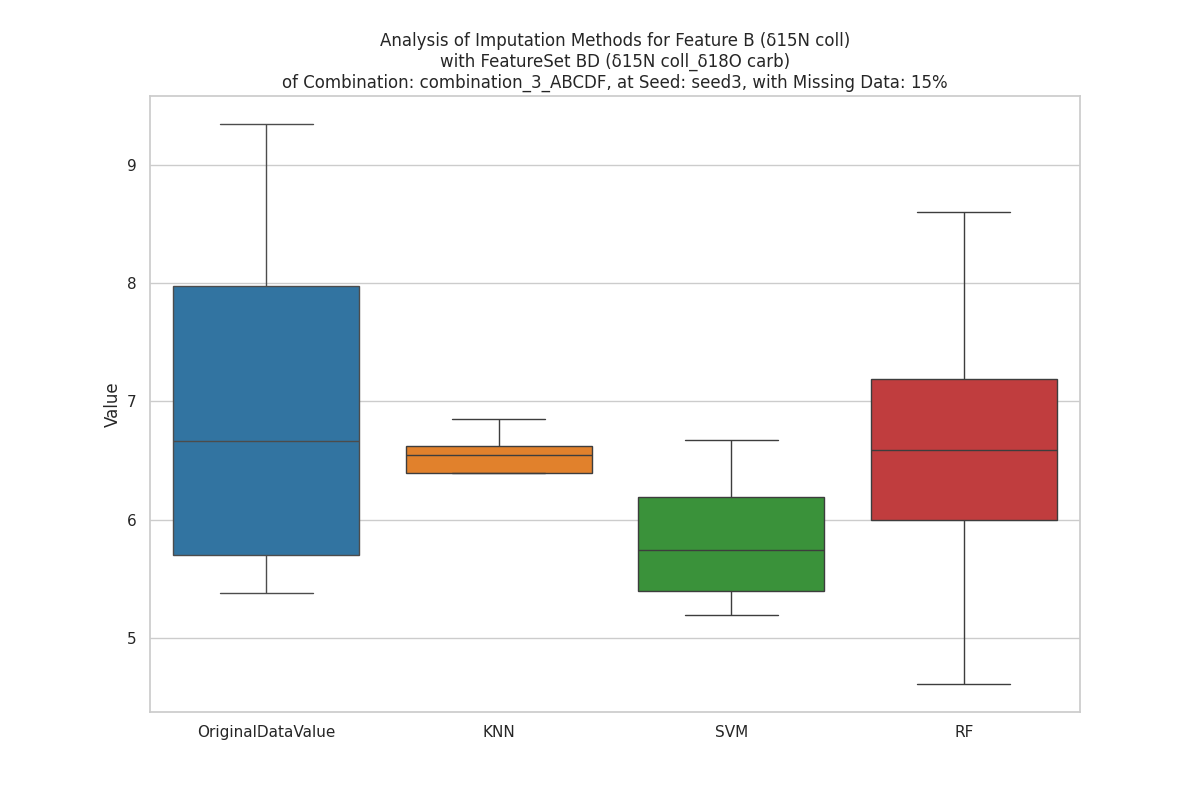 Analysis of Imputation Methods for Feature B (δ15N coll)
with FeatureSet BD (δ15N coll_δ18O carb)
of Combination: combination_3_ABCDF, at Seed: seed3, with Missing Data: 15%
9
8
7
6
5
Value
OriginalDataValue
KNN
SVM
RF